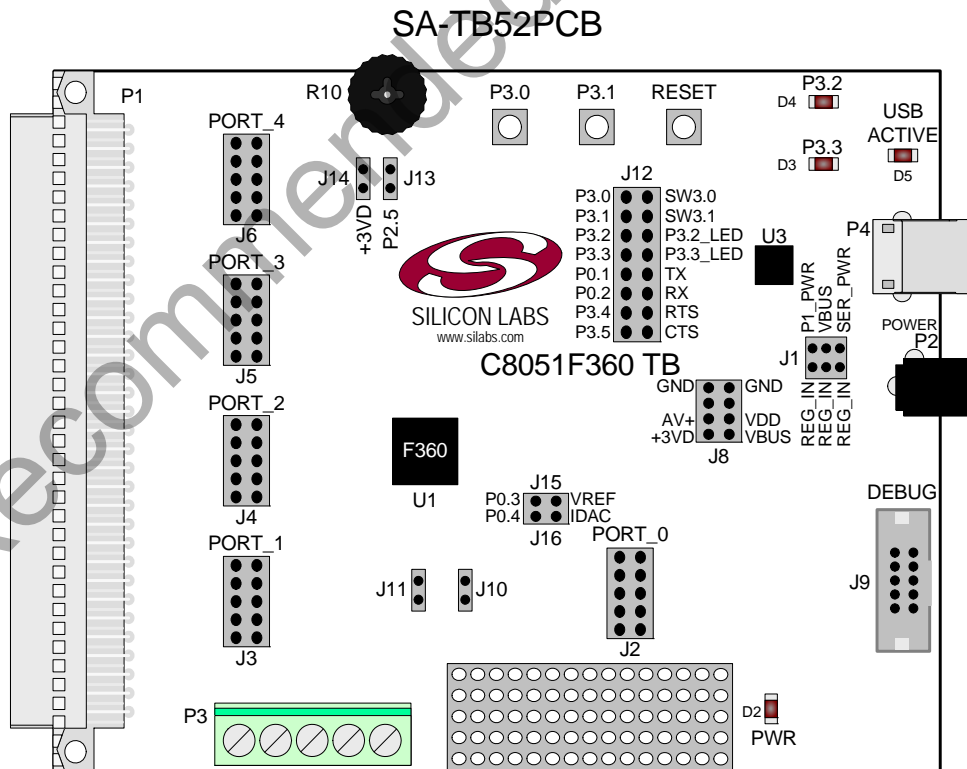 SA-TB52PCB
P1
R10
P3.0
P3.1
RESET
P3.2
D4
USB
ACTIVE
P3.3
D3
D5
PORT_4
J6
J14
J13
+3VD
P2.5
J12
P3.0 SW3.0
P3.1 SW3.1
P3.2 P3.2_LED
P3.3 P3.3_LED
P0.1 TX
P0.2 RX
P3.4 RTS
P3.5 CTS
U3
P4
PORT_3
J5
SILICON LABS
www.silabs.com
C8051F360 TB
P1_PWR
VBUS
SER_PWR
J1
REG_IN
REG_IN
REG_IN
POWER
P2
GND GND
AV+ VDD
+3VD VBUS
J8
PORT_2
J4
F360
U1
J15
P0.3 VREF
P0.4 IDAC
J16
DEBUG
J9
PORT_1
J3
J11
J10
PORT_0
J2
P3
D2
PWR